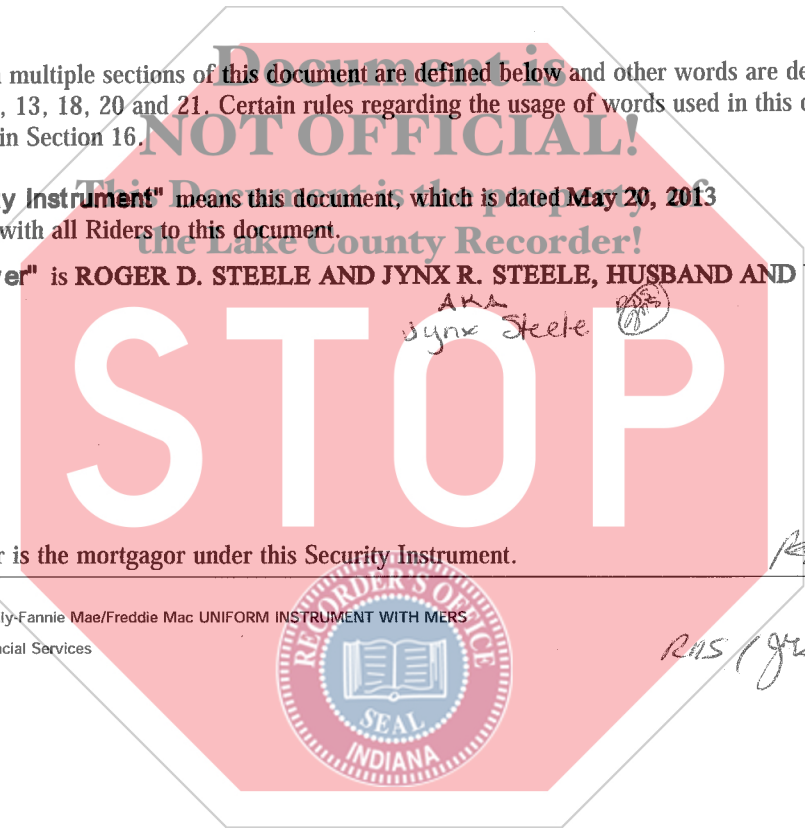 Document is
multiple sections of this document are defined below and other words are de
, 13, 18, 20 and 21. Certain rules regarding the usage of words used in this
in Section 16.
NOT OFFICIAL!
y Instrument" means this document, which is dated May 20, 2013
This Document is the property of
with all Riders to this document.
the Lake County Recorder!
er" is ROGER D. STEELE AND JYNX R. STEELE, HUSBAND AND
AKA
Jynx Steele
STOP
r is the mortgagor under this Security Instrument.
ly-Fannie Mae/Freddie Mac UNIFORM INSTRUMENT WITH MERS
ncial Services
RDS /
RECORDER'S OFFICE
SEAL
INDIANA